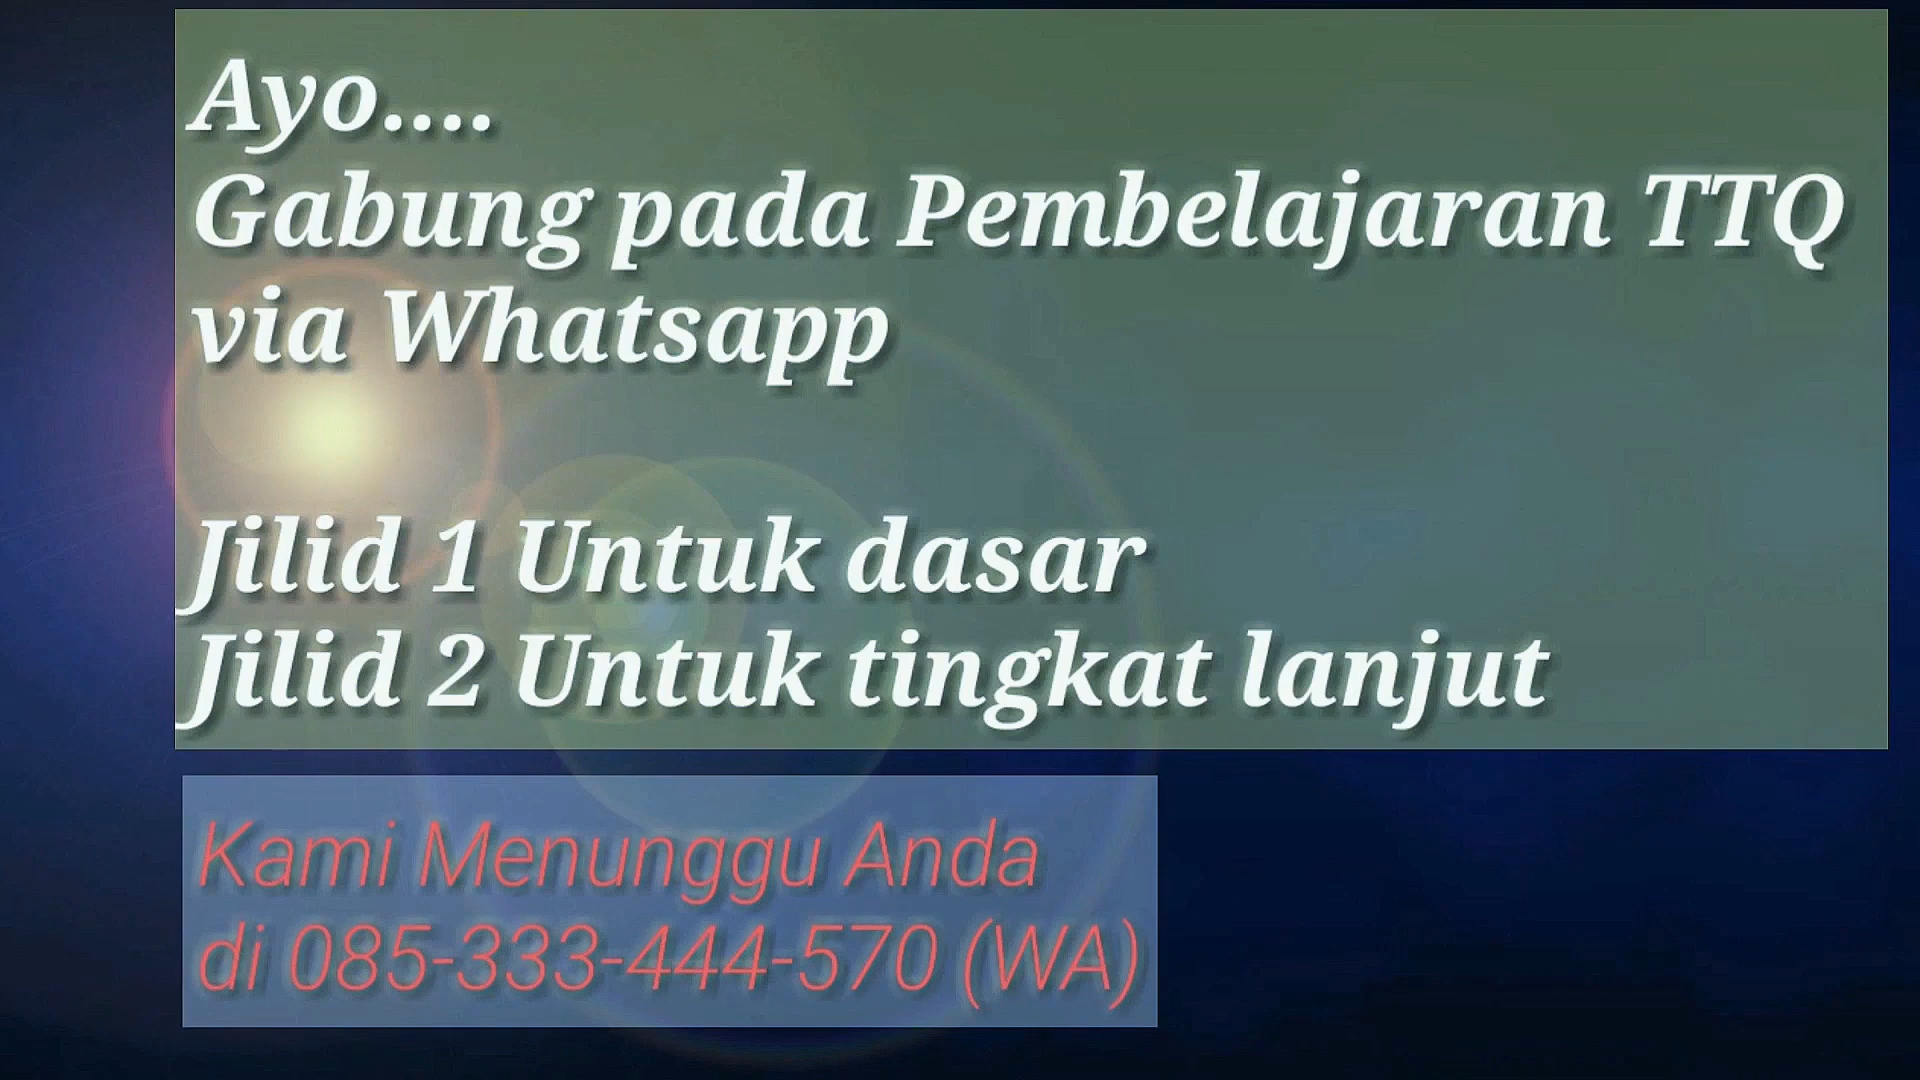 Ayo....
Gabung pada Pembelajaran TTQ
via Whatsapp
Jilid 1 Untuk dasar
Jilid 2 Untuk tingkat lanjut
Kami Menunggu Anda
di 085-333-444-570 (WA)